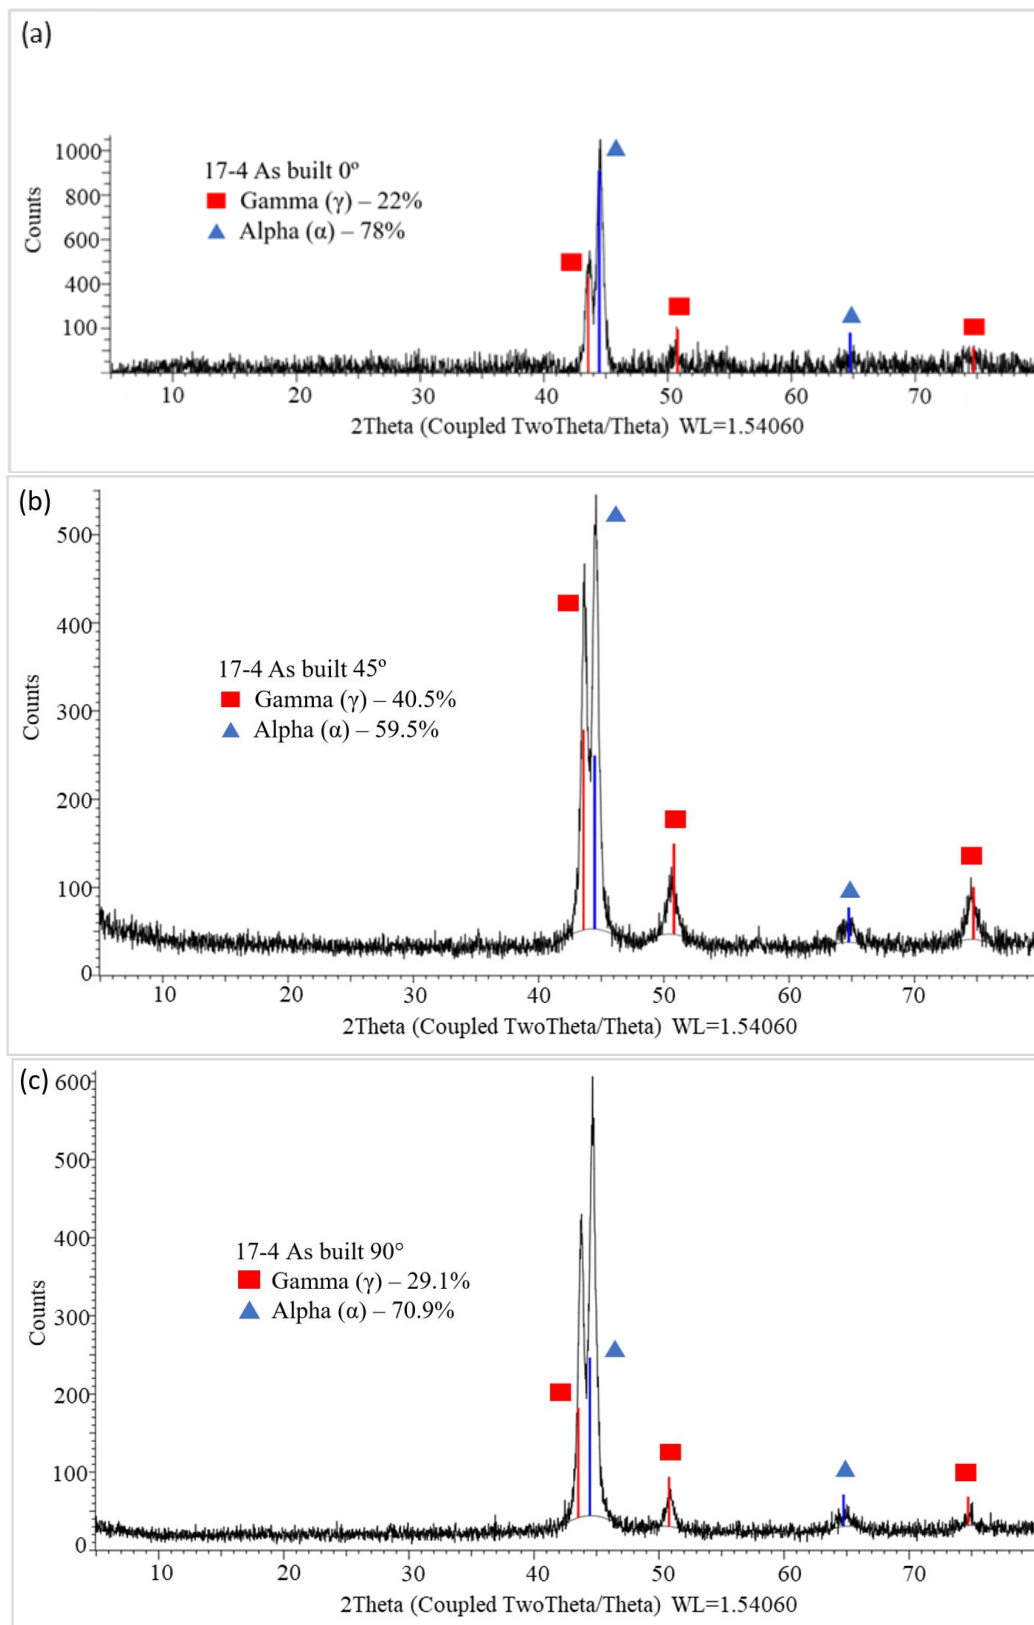 (a)
1000
800
600
400
100
Counts
17-4 As built 0º
Gamma (γ) – 22%
Alpha (α) – 78%
10 20 30 40 50 60 70
2Theta (Coupled TwoTheta/Theta) WL=1.54060
(b)
500
400
300
200
100
0
Counts
17-4 As built 45º
Gamma (γ) – 40.5%
Alpha (α) – 59.5%
10 20 30 40 50 60 70
2Theta (Coupled TwoTheta/Theta) WL=1.54060
(c)
600
500
400
300
200
100
0
Counts
17-4 As built 90°
Gamma (γ) – 29.1%
Alpha (α) – 70.9%
10 20 30 40 50 60 70
2Theta (Coupled TwoTheta/Theta) WL=1.54060